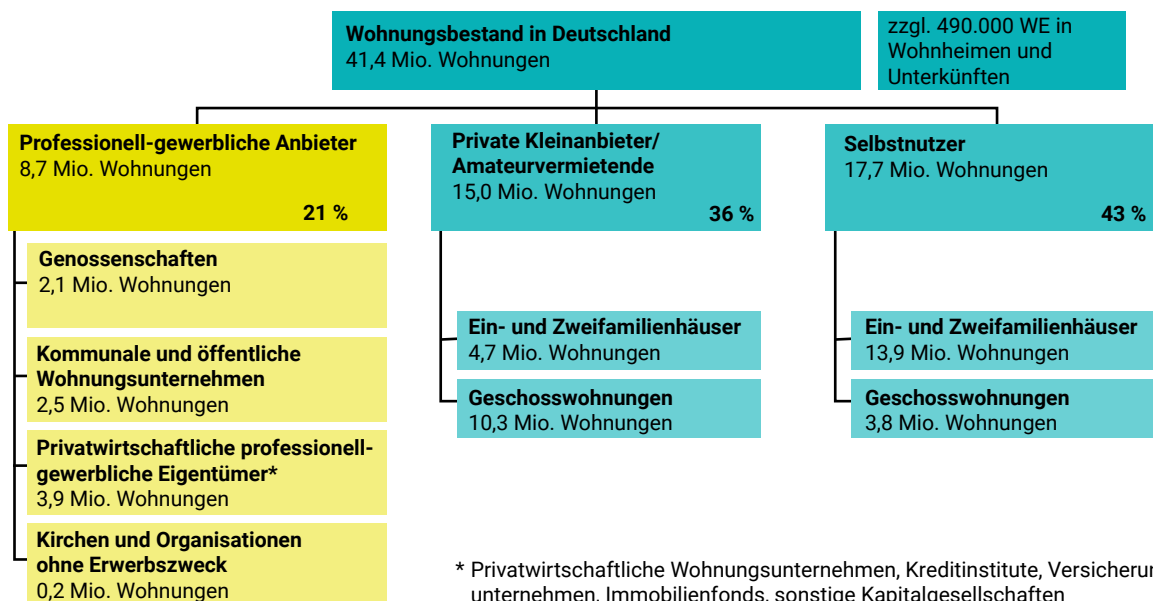 Wohnungsbestand in Deutschland
41,4 Mio. Wohnungen
zzgl. 490.000 WE in
Wohnheimen und
Unterkünften
Professionell-gewerbliche Anbieter
8,7 Mio. Wohnungen
21 %
Private Kleinanbieter/
Amateurvermietende
15,0 Mio. Wohnungen
36 %
Selbstnutzer
17,7 Mio. Wohnungen
43 %
Genossenschaften
2,1 Mio. Wohnungen
Kommunale und öffentliche
Wohnungsunternehmen
2,5 Mio. Wohnungen
Privatwirtschaftliche professionell-
gewerbliche Eigentümer*
3,9 Mio. Wohnungen
Kirchen und Organisationen
ohne Erwerbszweck
0,2 Mio. Wohnungen
Ein- und Zweifamilienhäuser
4,7 Mio. Wohnungen
Geschosswohnungen
10,3 Mio. Wohnungen
Ein- und Zweifamilienhäuser
13,9 Mio. Wohnungen
Geschosswohnungen
3,8 Mio. Wohnungen
* Privatwirtschaftliche Wohnungsunternehmen, Kreditinstitute,
unternehmen, Immobilienfonds, sonstige Kapitalgesellschaften